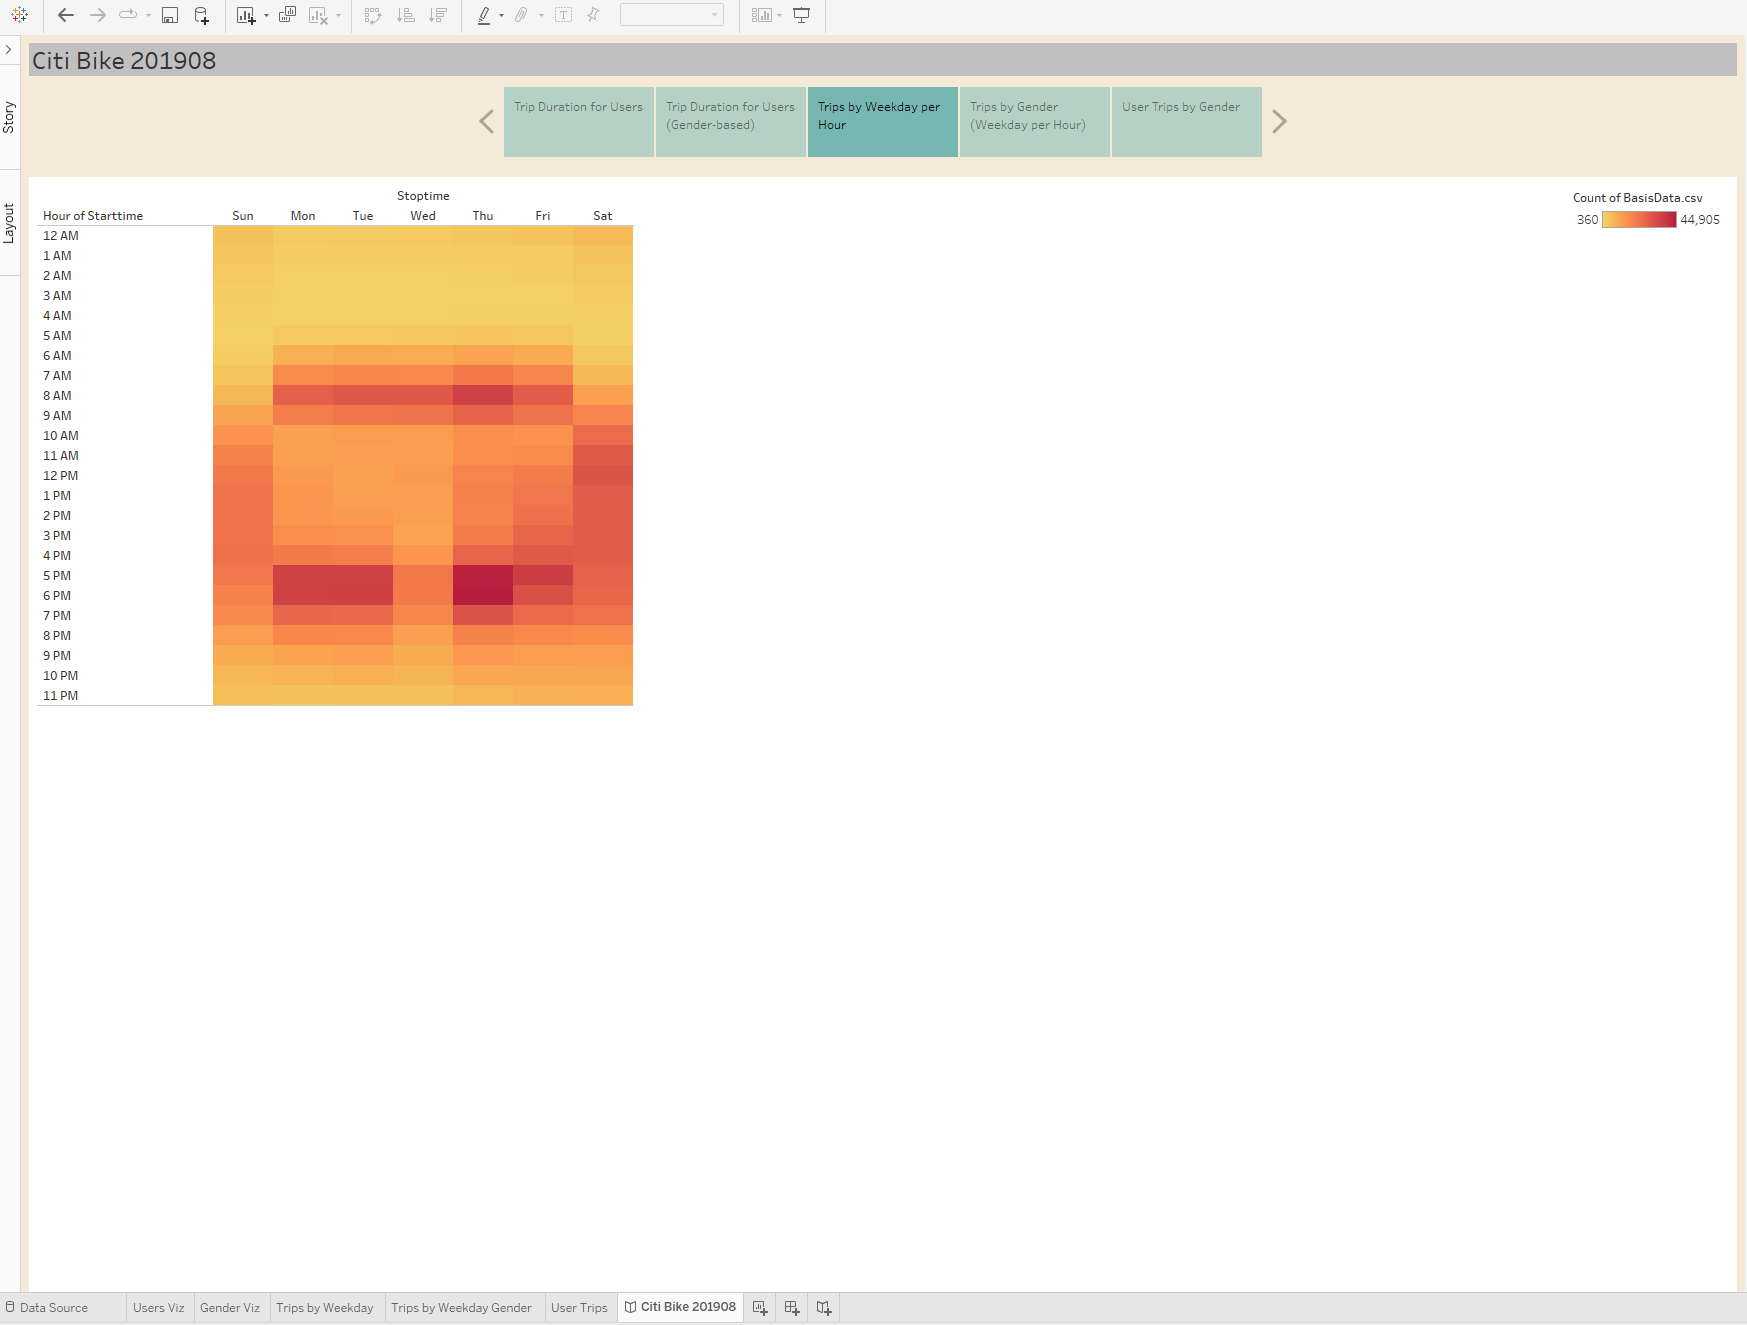 Citi Bike 201908
Story
Layout
Trip Duration for Users
Trip Duration for Users
(Gender-based)
Trips by Weekday per
Hour
Trips by Gender
(Weekday per Hour)
User Trips by Gender
Stoptime
Hour of Starttime Sun Mon Tue Wed Thu Fri Sat
12 AM
1 AM
2 AM
3 AM
4 AM
5 AM
6 AM
7 AM
8 AM
9 AM
10 AM
11 AM
12 PM
1 PM
2 PM
3 PM
4 PM
5 PM
6 PM
7 PM
8 PM
9 PM
10 PM
11 PM
Count of BasisData.csv
360 44,905
Data Source Users Viz Gender Viz Trips by Weekday Trips by Weekday Gender User Trips Citi Bike 201908